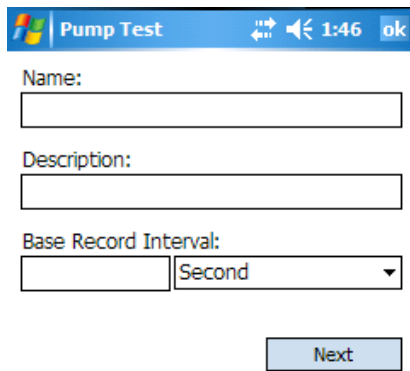 Pump Test 1:46 ok
Name:
Description:
Base Record Interval:
Second
Next